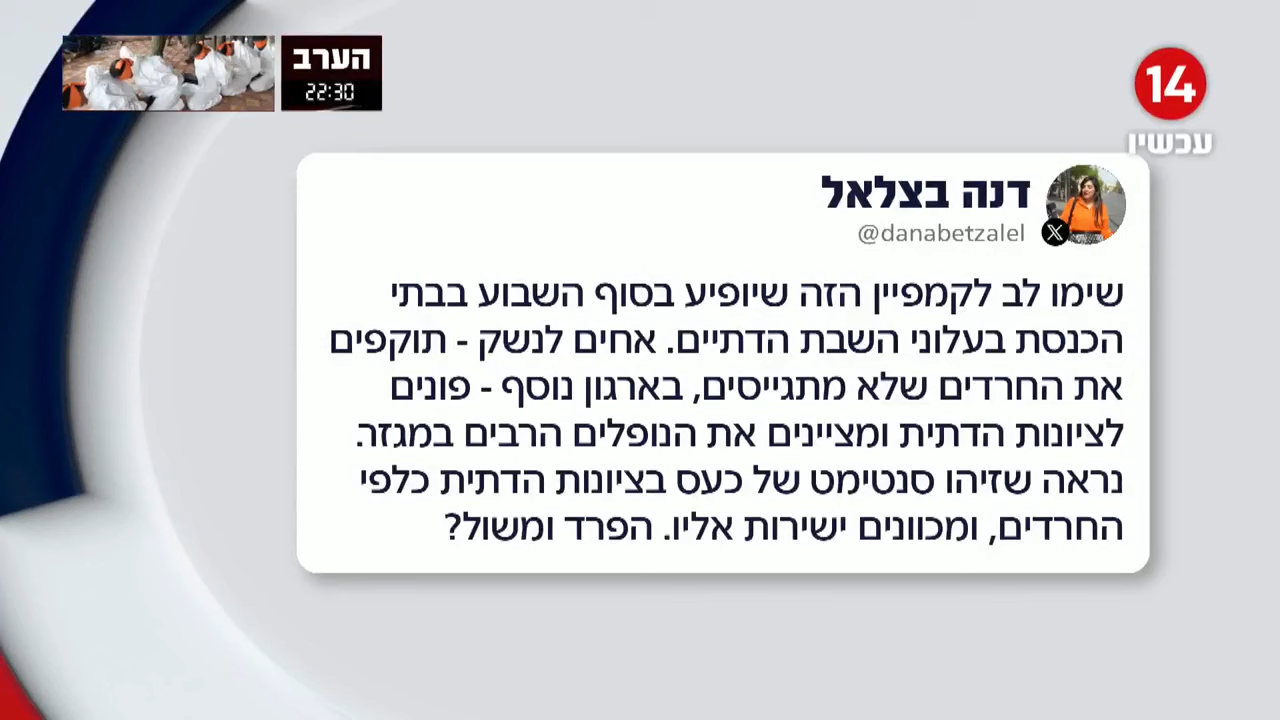 הערב
22:30
14
עכשיו
דנה בצלאל
@danabetzalel
שימו לב לקמפיין הזה שיופיע בסוף השבוע בבתי
הכנסת בעלוני השבת הדתיים. אחים לנשק - תוקפים
את החרדים שלא מתגייסים, בארגון נוסף - פונים
לציונות הדתית ומציינים את הנופלים הרבים במגזר.
נראה שזיהו סנטימט של כעס בציונות הדתית כלפי
החרדים, ומכוונים ישירות אליו. הפרד ומשול?